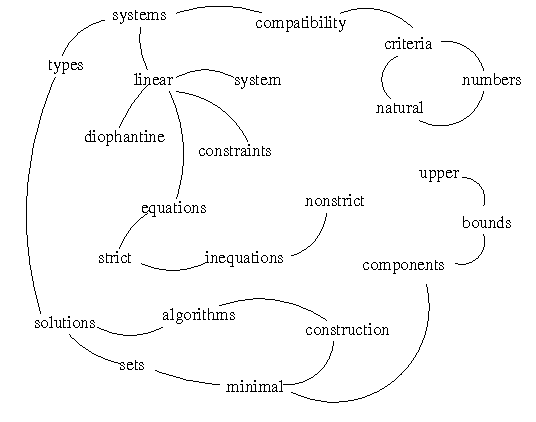 systems
compatibility
criteria
types
linear
system
numbers
natural
diophantine
constraints
upper
equations
nonstrict
bounds
strict
inequations
components
solutions
algorithms
construction
sets
minimal